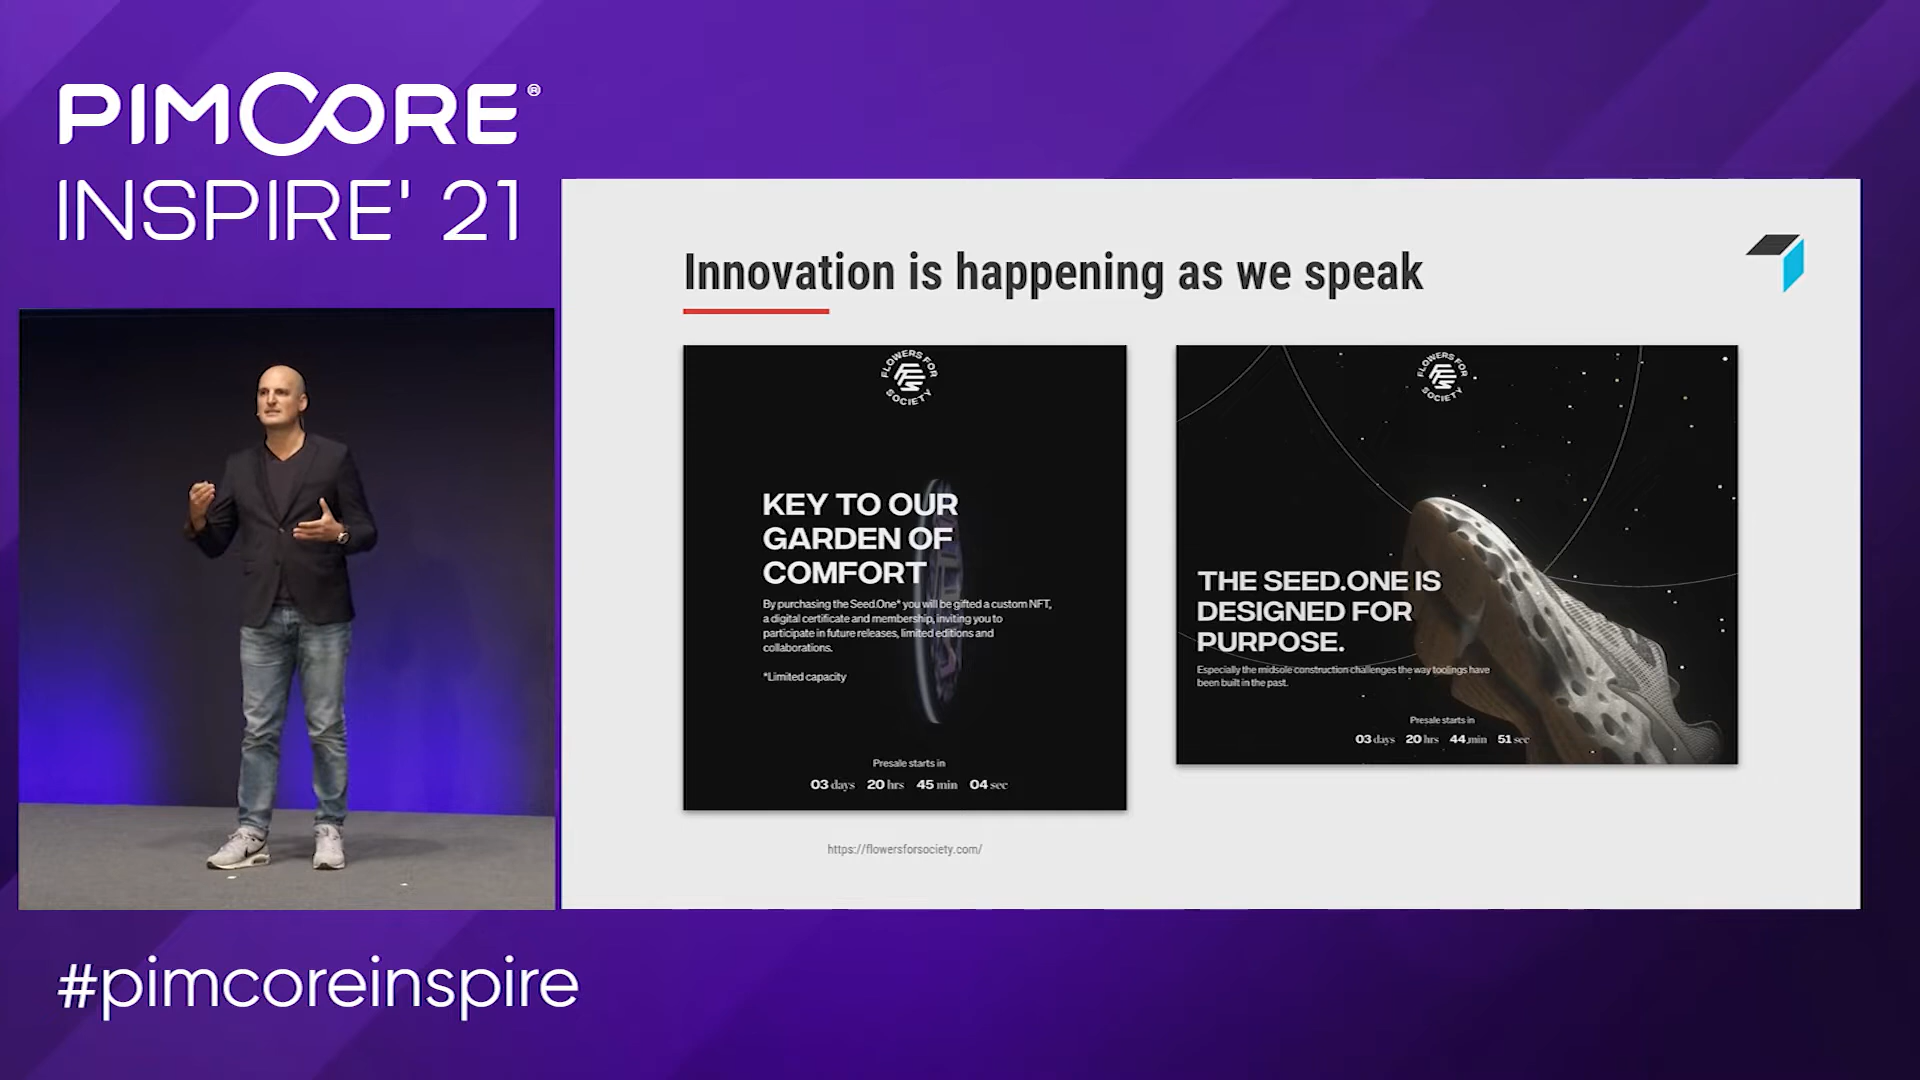 PIMCORE®
INSPIRE' 21
Innovation is happening as we speak
FLOWERS FOR
SOCIETY
KEY TO OUR
GARDEN OF
COMFORT
By purchasing the Seed.One* you will be gifted a custom NFT,
a digital certificate and membership, inviting you to
participate in future releases, limited editions and
collaborations.
*Limited capacity
Presale starts in
03 days 20 hrs 45 min 04 sec
https://flowersforsociety.com/
FLOWERS FOR
SOCIETY
THE SEED.ONE IS
DESIGNED FOR
PURPOSE.
Especially the midsole construction challenges the way toolings have
been built in the past.
Presale starts in
03 days 20 hrs 44 min 51 sec
#pimcoreinspire